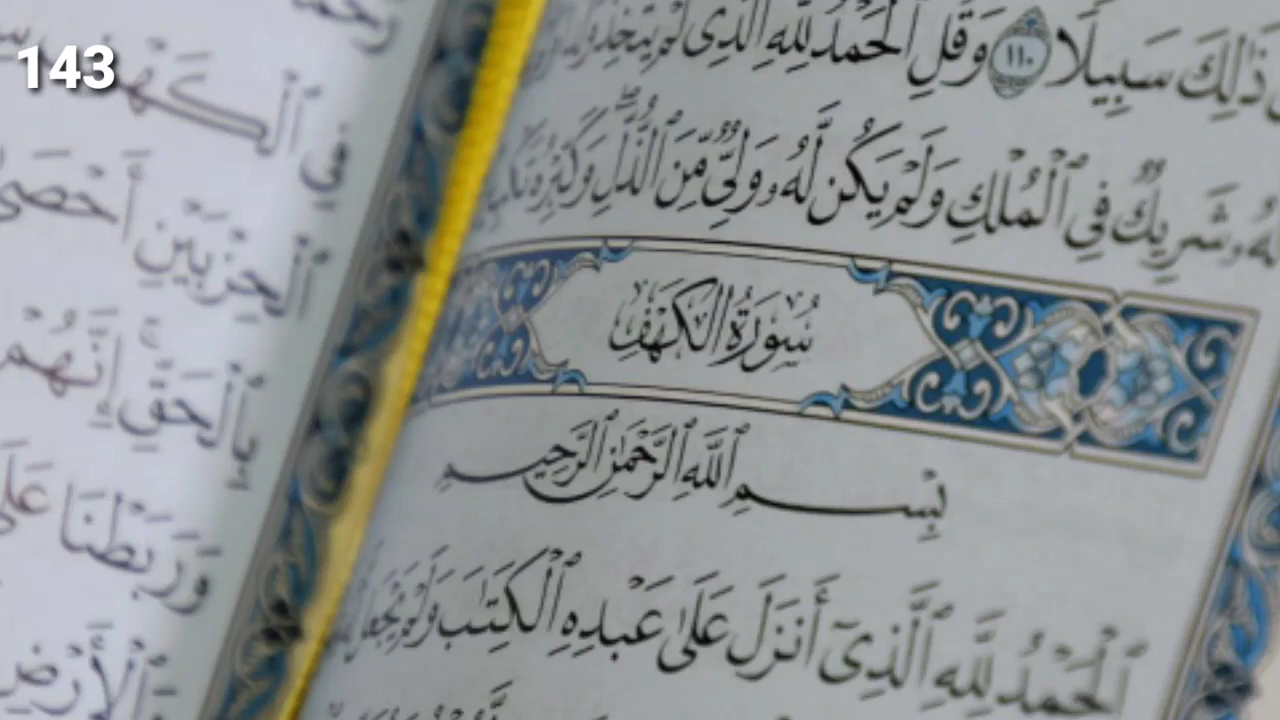 143
ذَٰلِكَ سَبِيلًا ١١٠ وَقُلِ ٱلْحَمْدُ لِلَّهِ ٱلَّذِى لَمْ يَتَّخِذْ
لَّهُۥ شَرِيكٌ فِى ٱلْمُلْكِ وَلَمْ يَكُن لَّهُۥ وَلِىٌّ مِّنَ ٱلذُّلِّ وَكَبِّرْهُ
سُورَةُ الكَهْفِ
بِسْمِ ٱللَّهِ ٱلرَّحْمَٰنِ ٱلرَّحِيمِ
ٱلْحَمْدُ لِلَّهِ ٱلَّذِىٓ أَنزَلَ عَلَىٰ عَبْدِهِ ٱلْكِتَٰبَ وَلَمْ يَجْعَل
ٱلْكَهْفِ
ٱلْحِزْبَيْنِ أَحْصَىٰ
بِٱلْحَقِّ إِنَّهُمْ
وَرَبَطْنَا عَلَىٰ
وَٱلْأَرْضِ